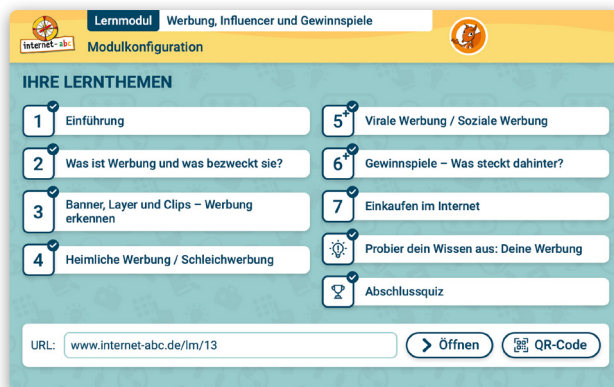 Lernmodul Werbung, Influencer und Gewinnspiele
internet-abc
Modulkonfiguration
IHRE LERNTHEMEN
1 Einführung
2 Was ist Werbung und was bezweckt sie?
3 Banner, Layer und Clips – Werbung
erkennen
4 Heimliche Werbung / Schleichwerbung
5+ Virale Werbung / Soziale Werbung
6+ Gewinnspiele – Was steckt dahinter?
7 Einkaufen im Internet
Probier dein Wissen aus: Deine Werbung
Abschlussquiz
URL: www.internet-abc.de/lm/13 Öffnen QR-Code